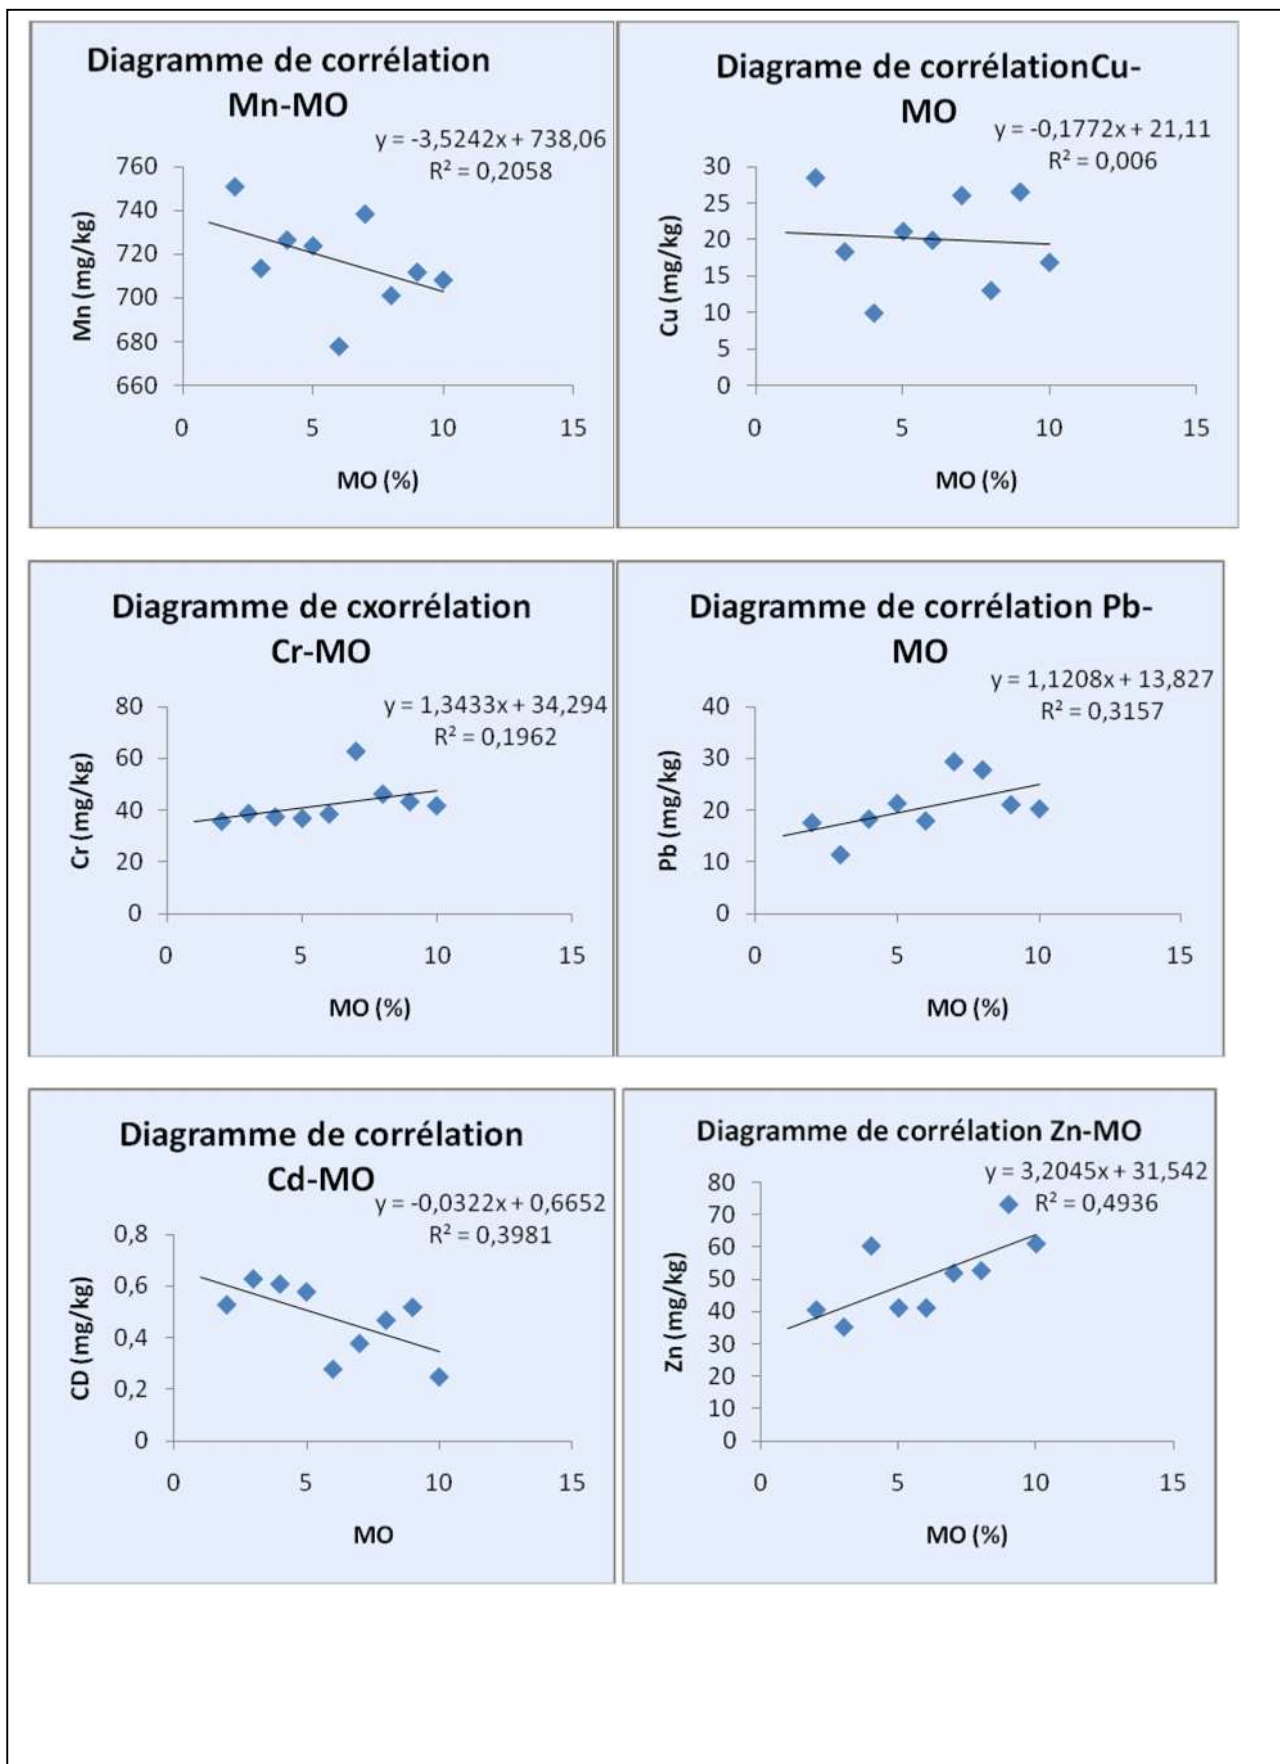 Diagramme de corrélation
Mn-MO
y = -3,5242x + 738,06
R² = 0,2058
760
740
720
700
680
660
Mn (mg/kg)
0 5 10 15
MO (%)
Diagrame de corrélationCu-
MO
y = -0,1772x + 21,11
R² = 0,006
30
25
20
15
10
5
0
Cu (mg/kg)
0 5 10 15
MO (%)
Diagramme de cxorrélation
Cr-MO
y = 1,3433x + 34,294
R² = 0,1962
80
60
40
20
0
Cr (mg/kg)
0 5 10 15
MO (%)
Diagramme de corrélation Pb-
MO
y = 1,1208x + 13,827
R² = 0,3157
40
30
20
10
0
Pb (mg/kg)
0 5 10 15
MO (%)
Diagramme de corrélation
Cd-MO
y = -0,0322x + 0,6652
R² = 0,3981
0,8
0,6
0,4
0,2
0
CD (mg/kg)
0 5 10 15
MO
Diagramme de corrélation Zn-MO
y = 3,2045x + 31,542
R² = 0,4936
80
70
60
50
40
30
20
10
0
Zn (mg/kg)
0 5 10 15
MO (%)